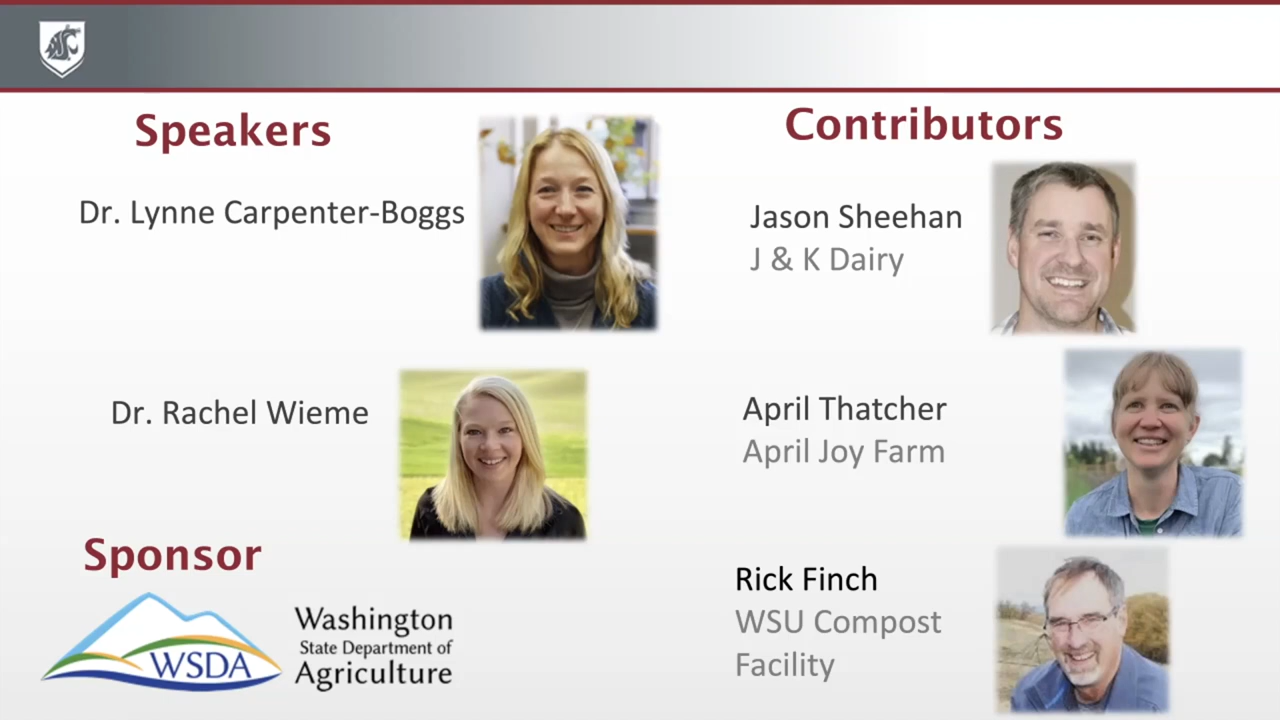 Speakers
Dr. Lynne Carpenter-Boggs
Dr. Rachel Wieme
Sponsor
WSDA
Washington
State Department of
Agriculture
Contributors
Jason Sheehan
J & K Dairy
April Thatcher
April Joy Farm
Rick Finch
WSU Compost
Facility